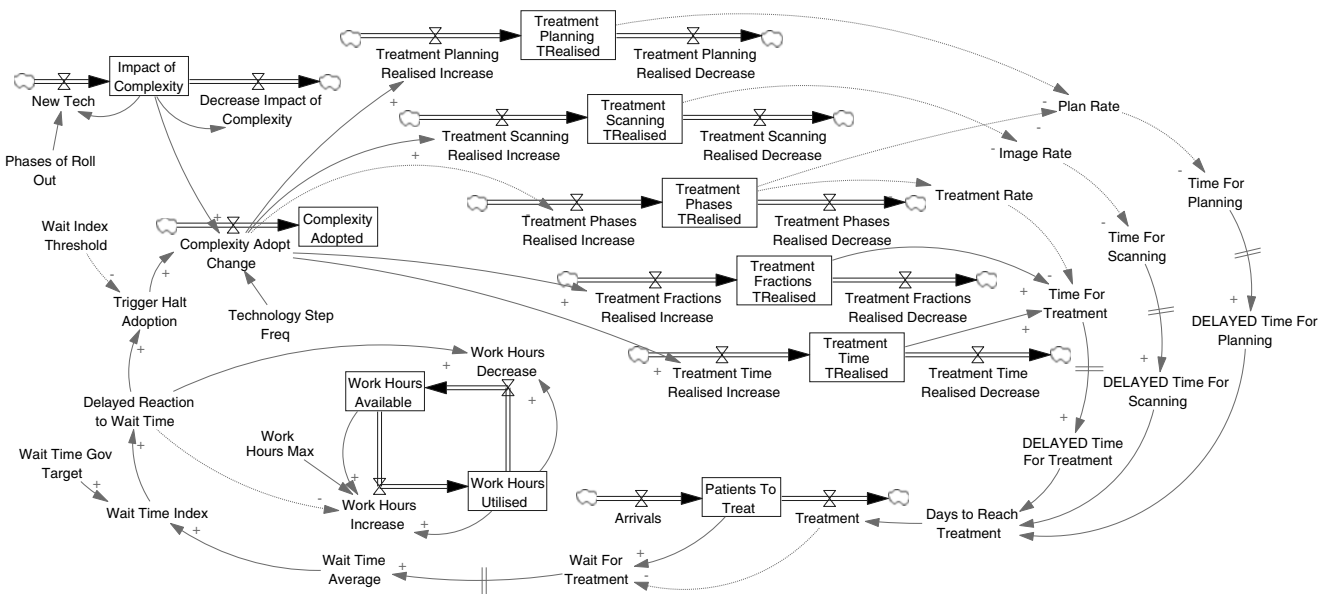 Treatment
Planning
TRealised
Treatment Planning
Realised Increase
Treatment Planning
Realised Decrease
Impact of
Complexity
New Tech
Decrease Impact of
Complexity
Phases of Roll
Out
Treatment
Scanning
TRealised
Treatment Scanning
Realised Increase
Treatment Scanning
Realised Decrease
Plan Rate
Image Rate
Treatment
Phases
TRealised
Treatment Phases
Realised Increase
Treatment Phases
Realised Decrease
Treatment Rate
Time For
Planning
Wait Index
Threshold
Complexity
Adopted
Complexity Adopt
Change
Time For
Scanning
Trigger Halt
Adoption
Technology Step
Freq
Treatment
Fractions
TRealised
Treatment Fractions
Realised Increase
Treatment Fractions
Realised Decrease
Time For
Treatment
DELAYED Time For
Planning
Treatment
Time
TRealised
Treatment Time
Realised Increase
Treatment Time
Realised Decrease
DELAYED Time For
Scanning
Work Hours
Decrease
Work Hours
Available
Delayed Reaction
to Wait Time
Work
Hours Max
DELAYED Time
For Treatment
Wait Time Gov
Target
Wait Time Index
Work Hours
Increase
Work Hours
Utilised
Arrivals
Patients To
Treat
Treatment
Days to Reach
Treatment
Wait Time
Average
Wait For
Treatment